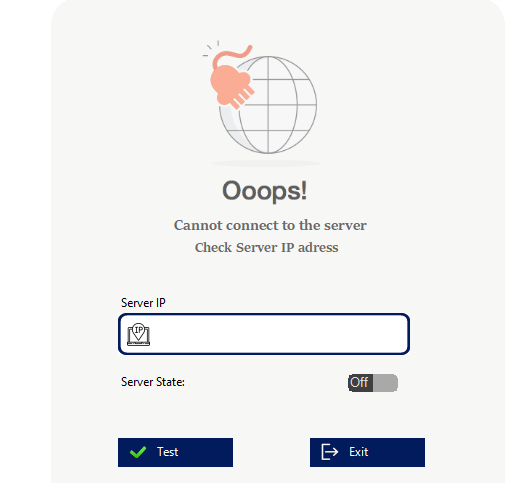 Ooops!
Cannot connect to the server
Check Server IP adress
Server IP
IP
Server State:
Off
Test
Exit